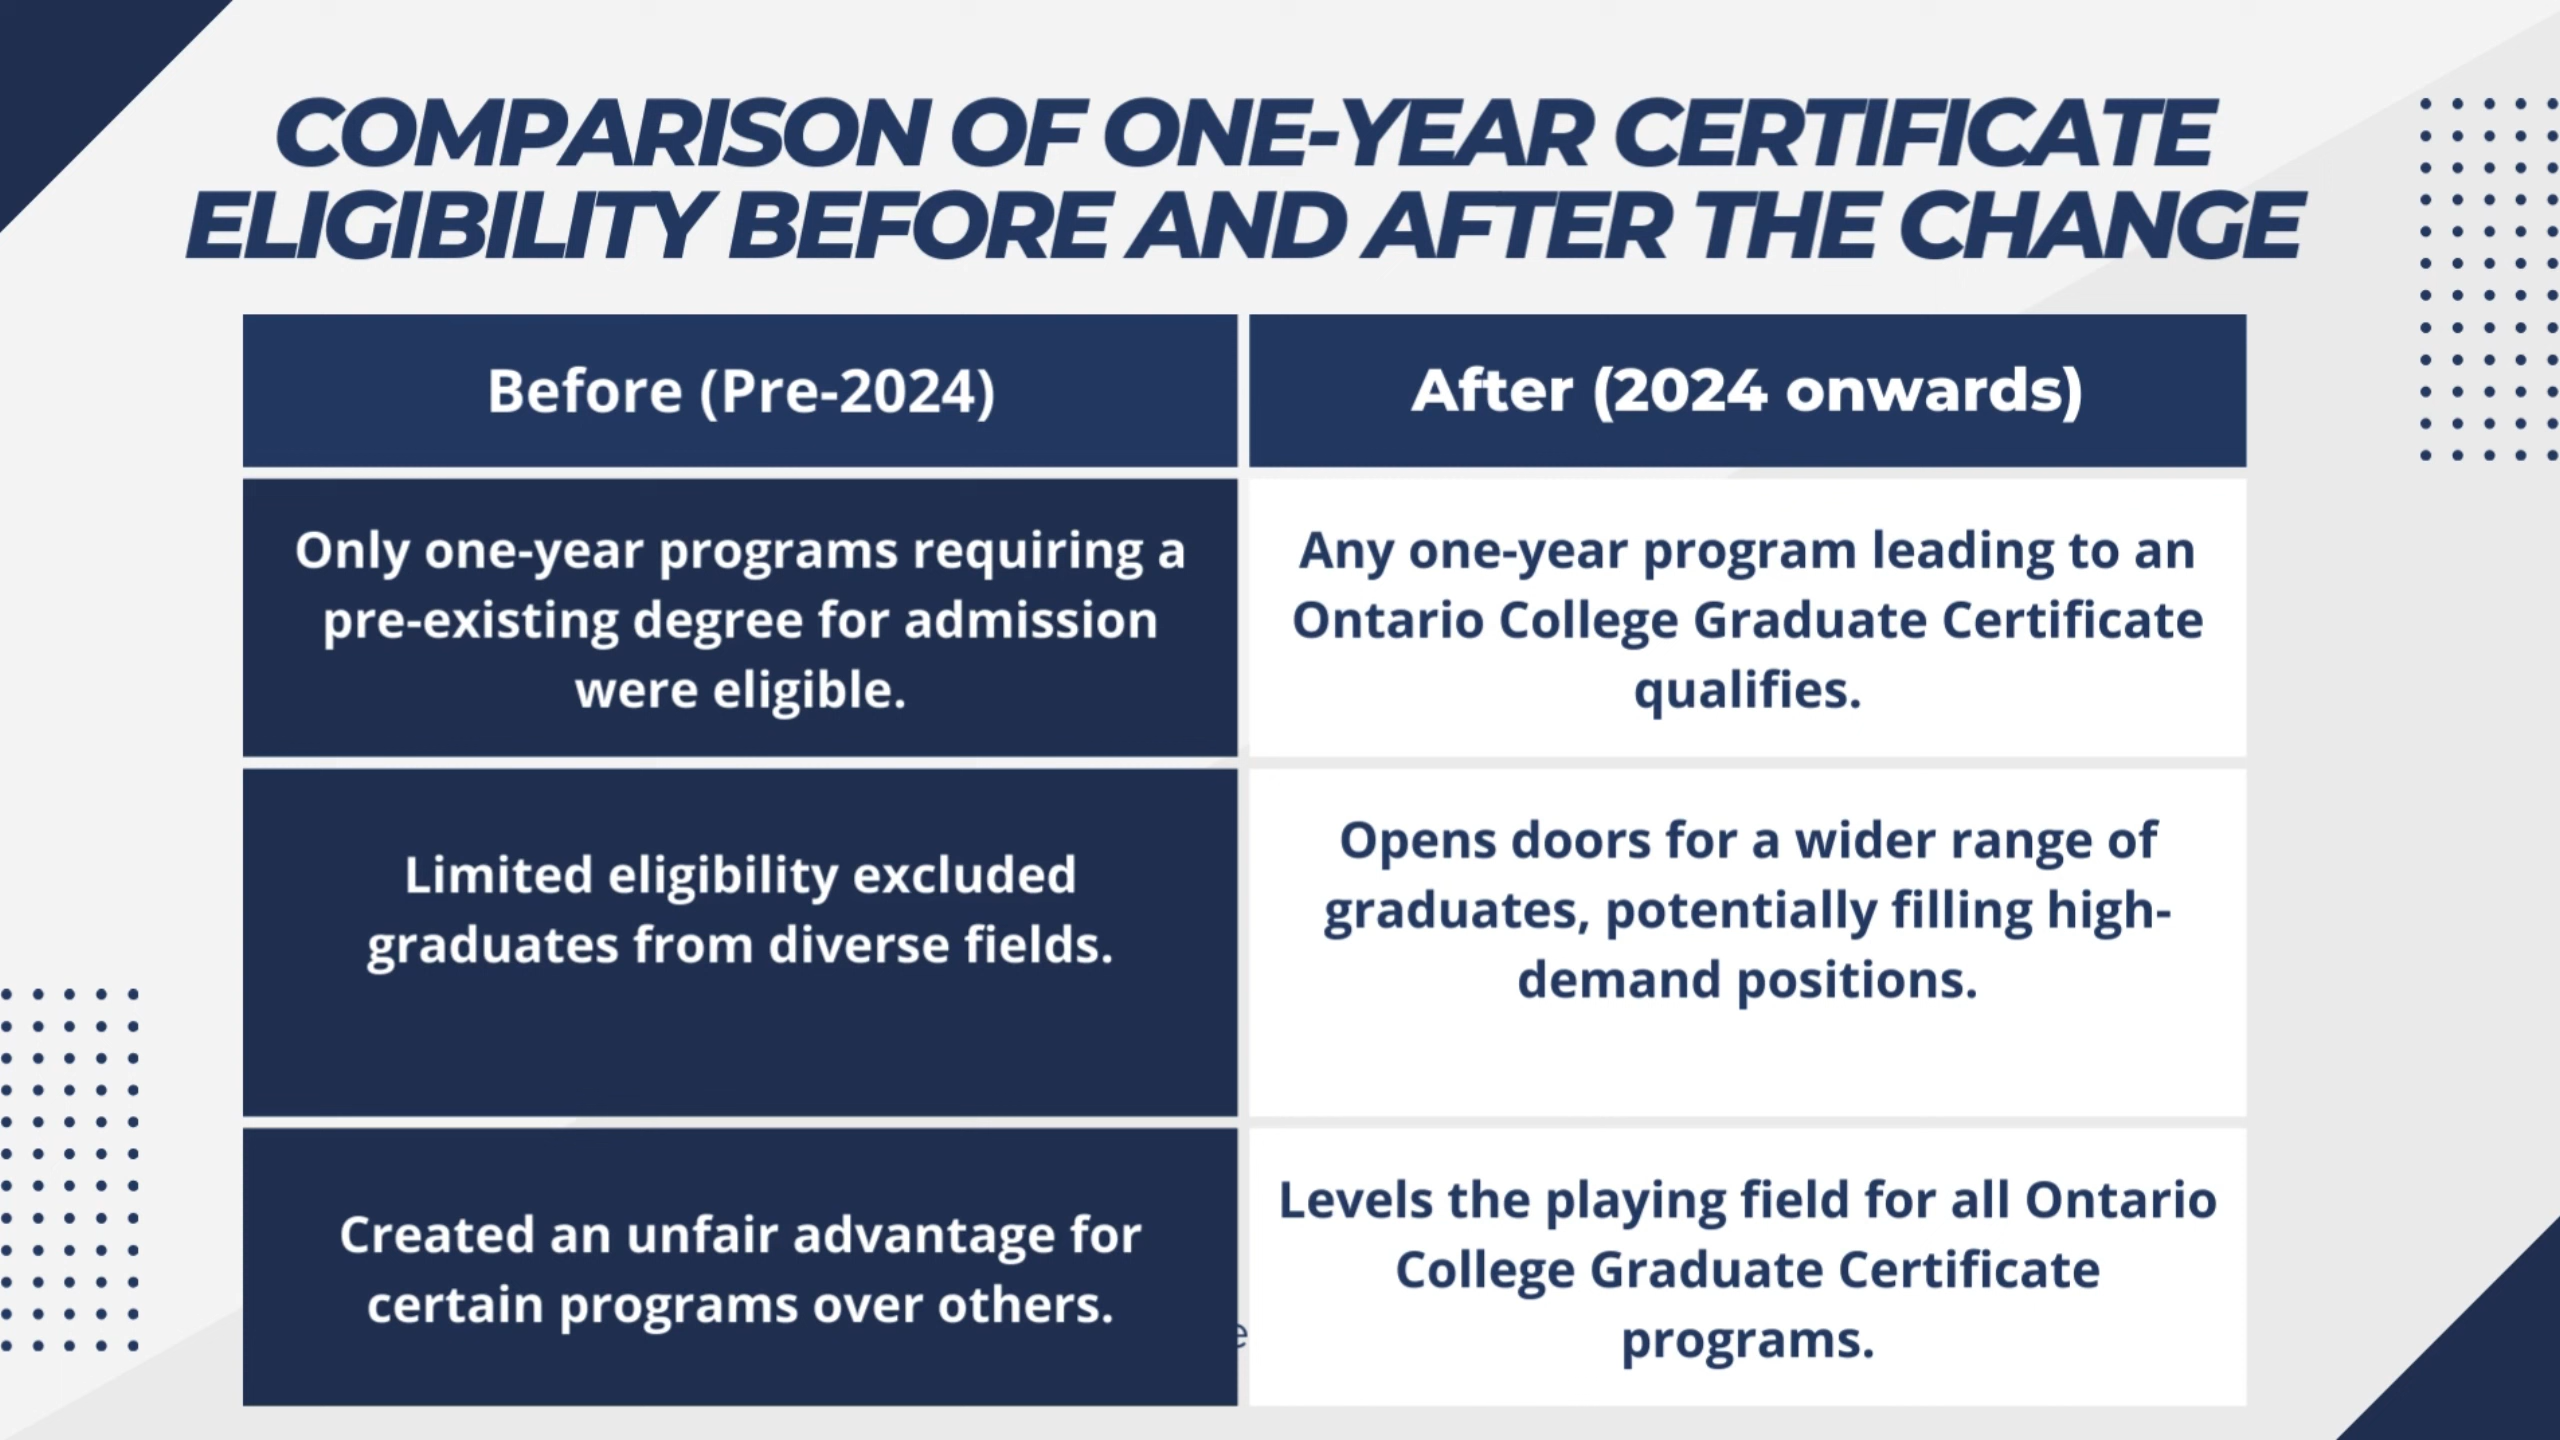 COMPARISON OF ONE-YEAR CERTIFICATE
ELIGIBILITY BEFORE AND AFTER THE CHANGE
Before (Pre-2024)
After (2024 onwards)
Only one-year programs requiring a
pre-existing degree for admission
were eligible.
Any one-year program leading to an
Ontario College Graduate Certificate
qualifies.
Limited eligibility excluded
graduates from diverse fields.
Opens doors for a wider range of
graduates, potentially filling high-
demand positions.
Created an unfair advantage for
certain programs over others.
Levels the playing field for all Ontario
College Graduate Certificate
programs.